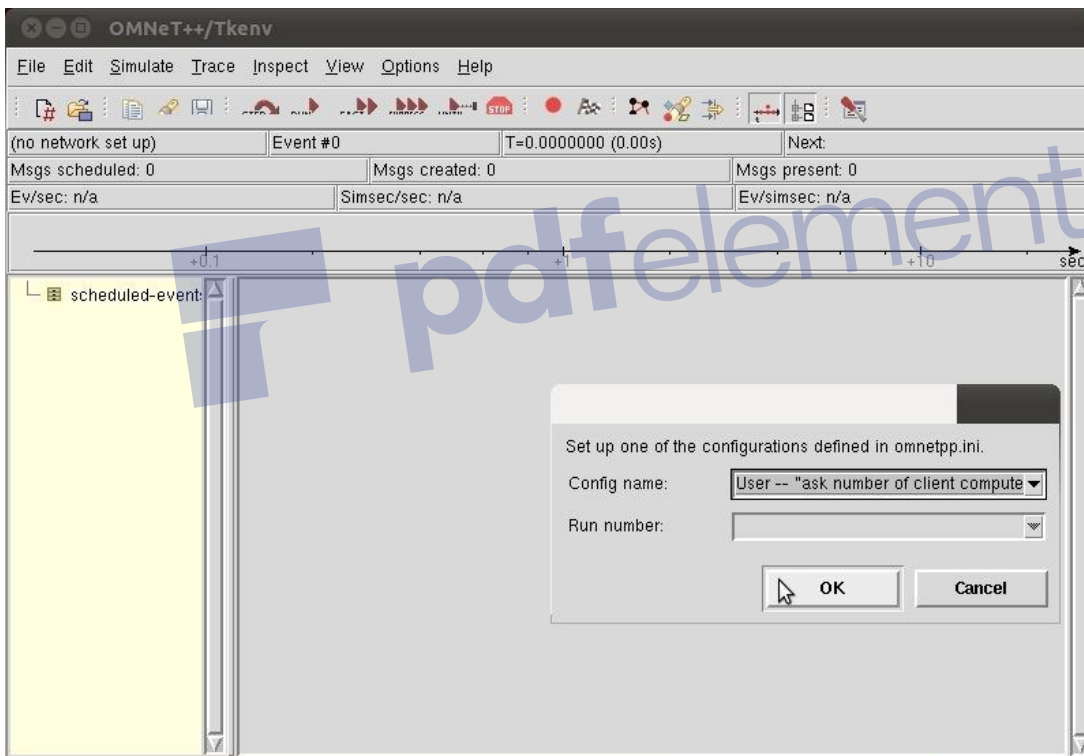 OMNeT++/Tkenv
File Edit Simulate Trace Inspect View Options Help
STOP
(no network set up) Event #0 T=0.0000000 (0.00s) Next:
Msgs scheduled: 0 Msgs created: 0 Msgs present: 0
Ev/sec: n/a Simsec/sec: n/a Ev/simsec: n/a
+0.1 +1 +10 sec
pdfelement
scheduled-event
Set up one of the configurations defined in omnetpp.ini.
Config name: User -- "ask number of client compute
Run number:
OK Cancel